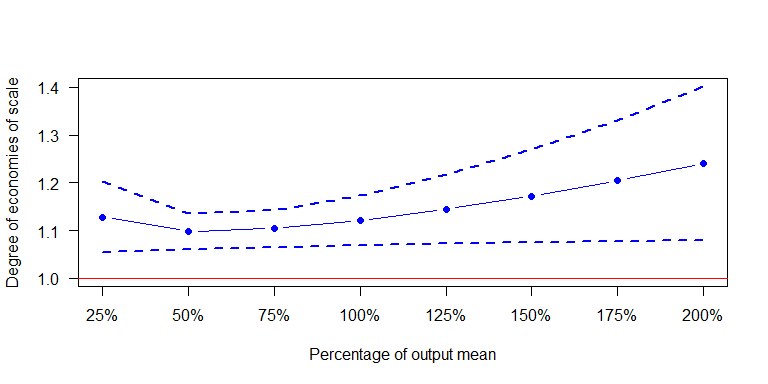 Degree of economies of scale
1.4
1.3
1.2
1.1
1.0
25% 50% 75% 100% 125% 150% 175% 200%
Percentage of output mean